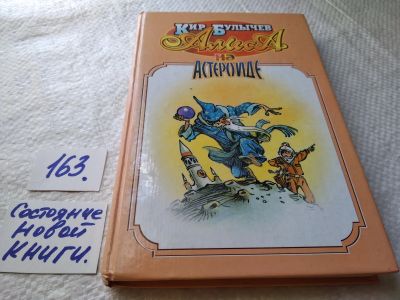 Кир Булычев
АлисА
на
Астероиде
163.
Состояние
Новой
Книги.